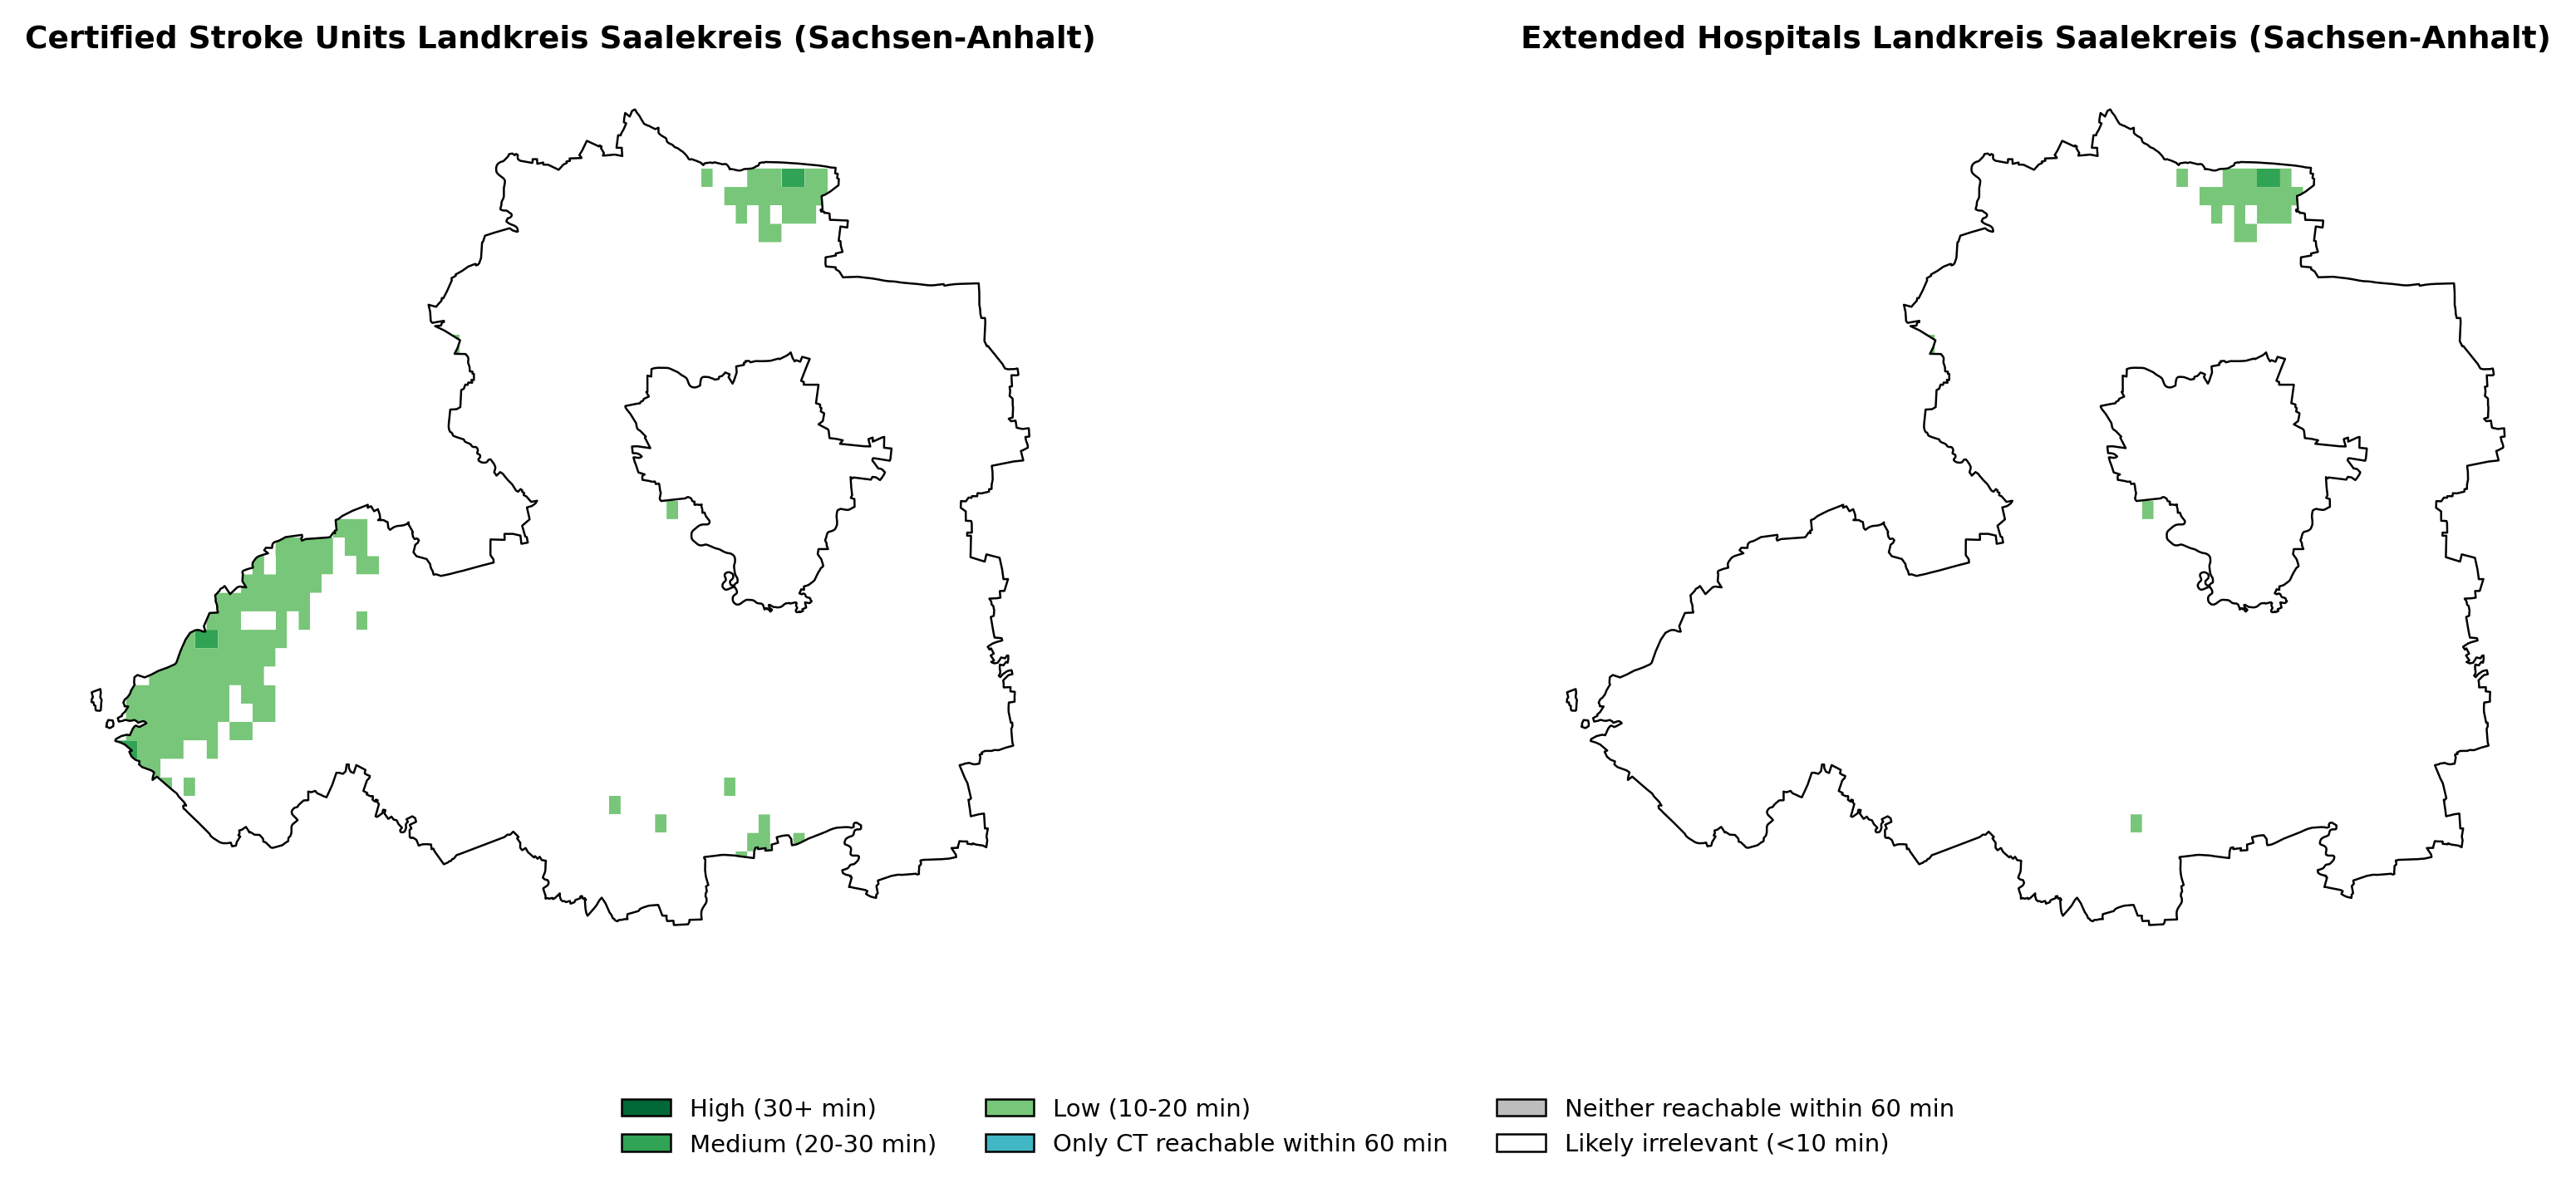 Certified Stroke Units Landkreis Saalekreis (Sachsen-Anhalt)
Extended Hospitals Landkreis Saalekreis (Sachsen-Anhalt)
High (30+ min)
Medium (20-30 min)
Low (10-20 min)
Only CT reachable within 60 min
Neither reachable within 60 min
Likely irrelevant (<10 min)